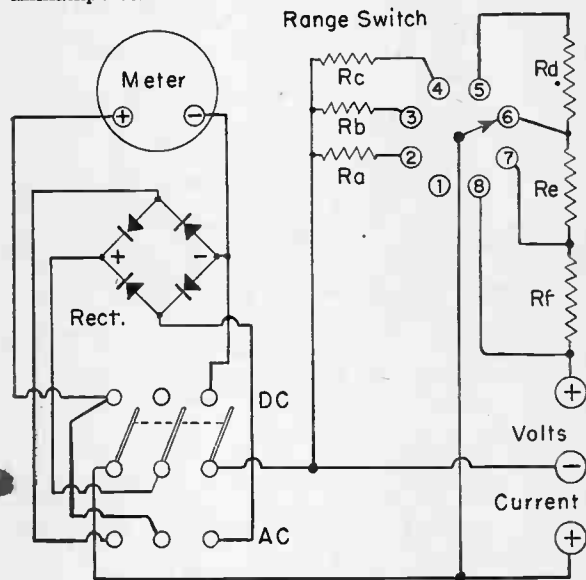 Range Switch
Meter
+
−
Rc
4
5
Rd
Rb
3
6
Ra
2
7
1
8
Re
+
−
Rect.
Rf
+
DC
Volts
−
Current
AC
+